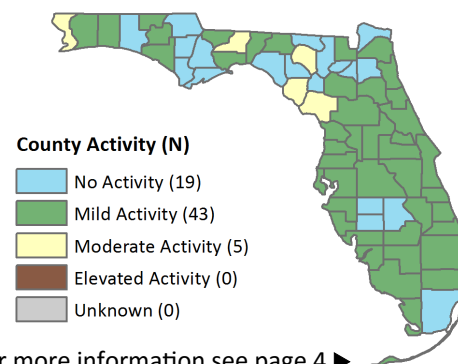 County Activity (N)
No Activity (19)
Mild Activity (43)
Moderate Activity (5)
Elevated Activity (0)
Unknown (0)
more information see page 4 ►